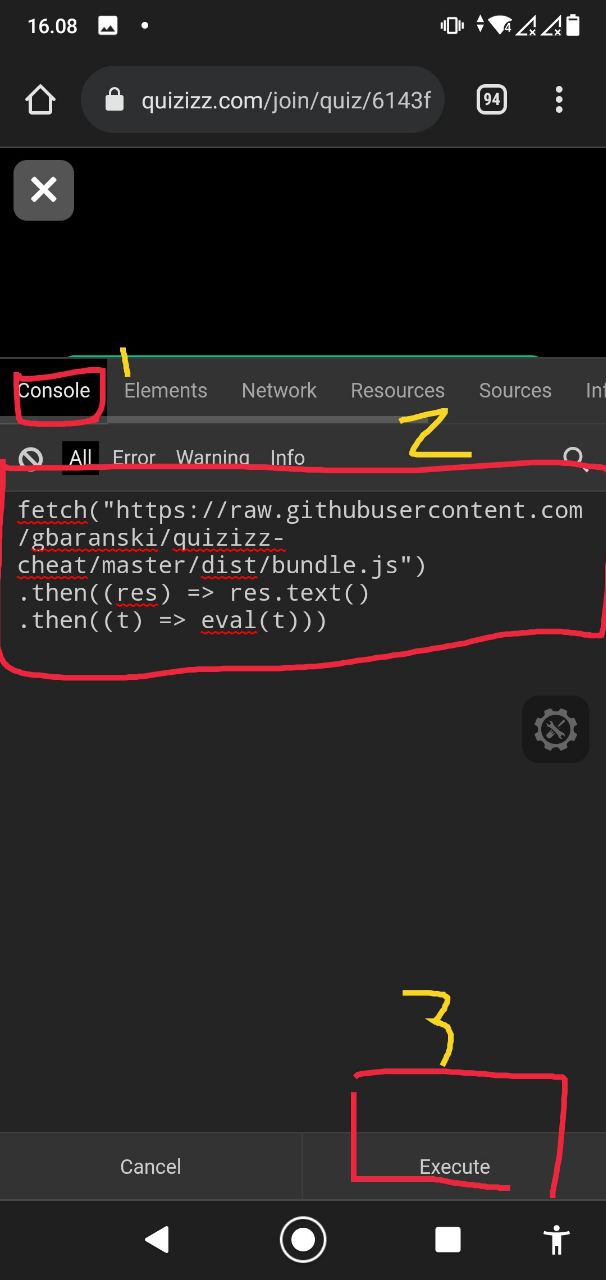 16.08
4
quizizz.com/join/quiz/6143f
94
1
Console Elements Network Resources Sources Inf
2
All Error Warning Info
fetch("https://raw.githubusercontent.com
/gbaranski/quizizz-
cheat/master/dist/bundle.js")
.then((res) => res.text()
.then((t) => eval(t)))
3
Cancel Execute